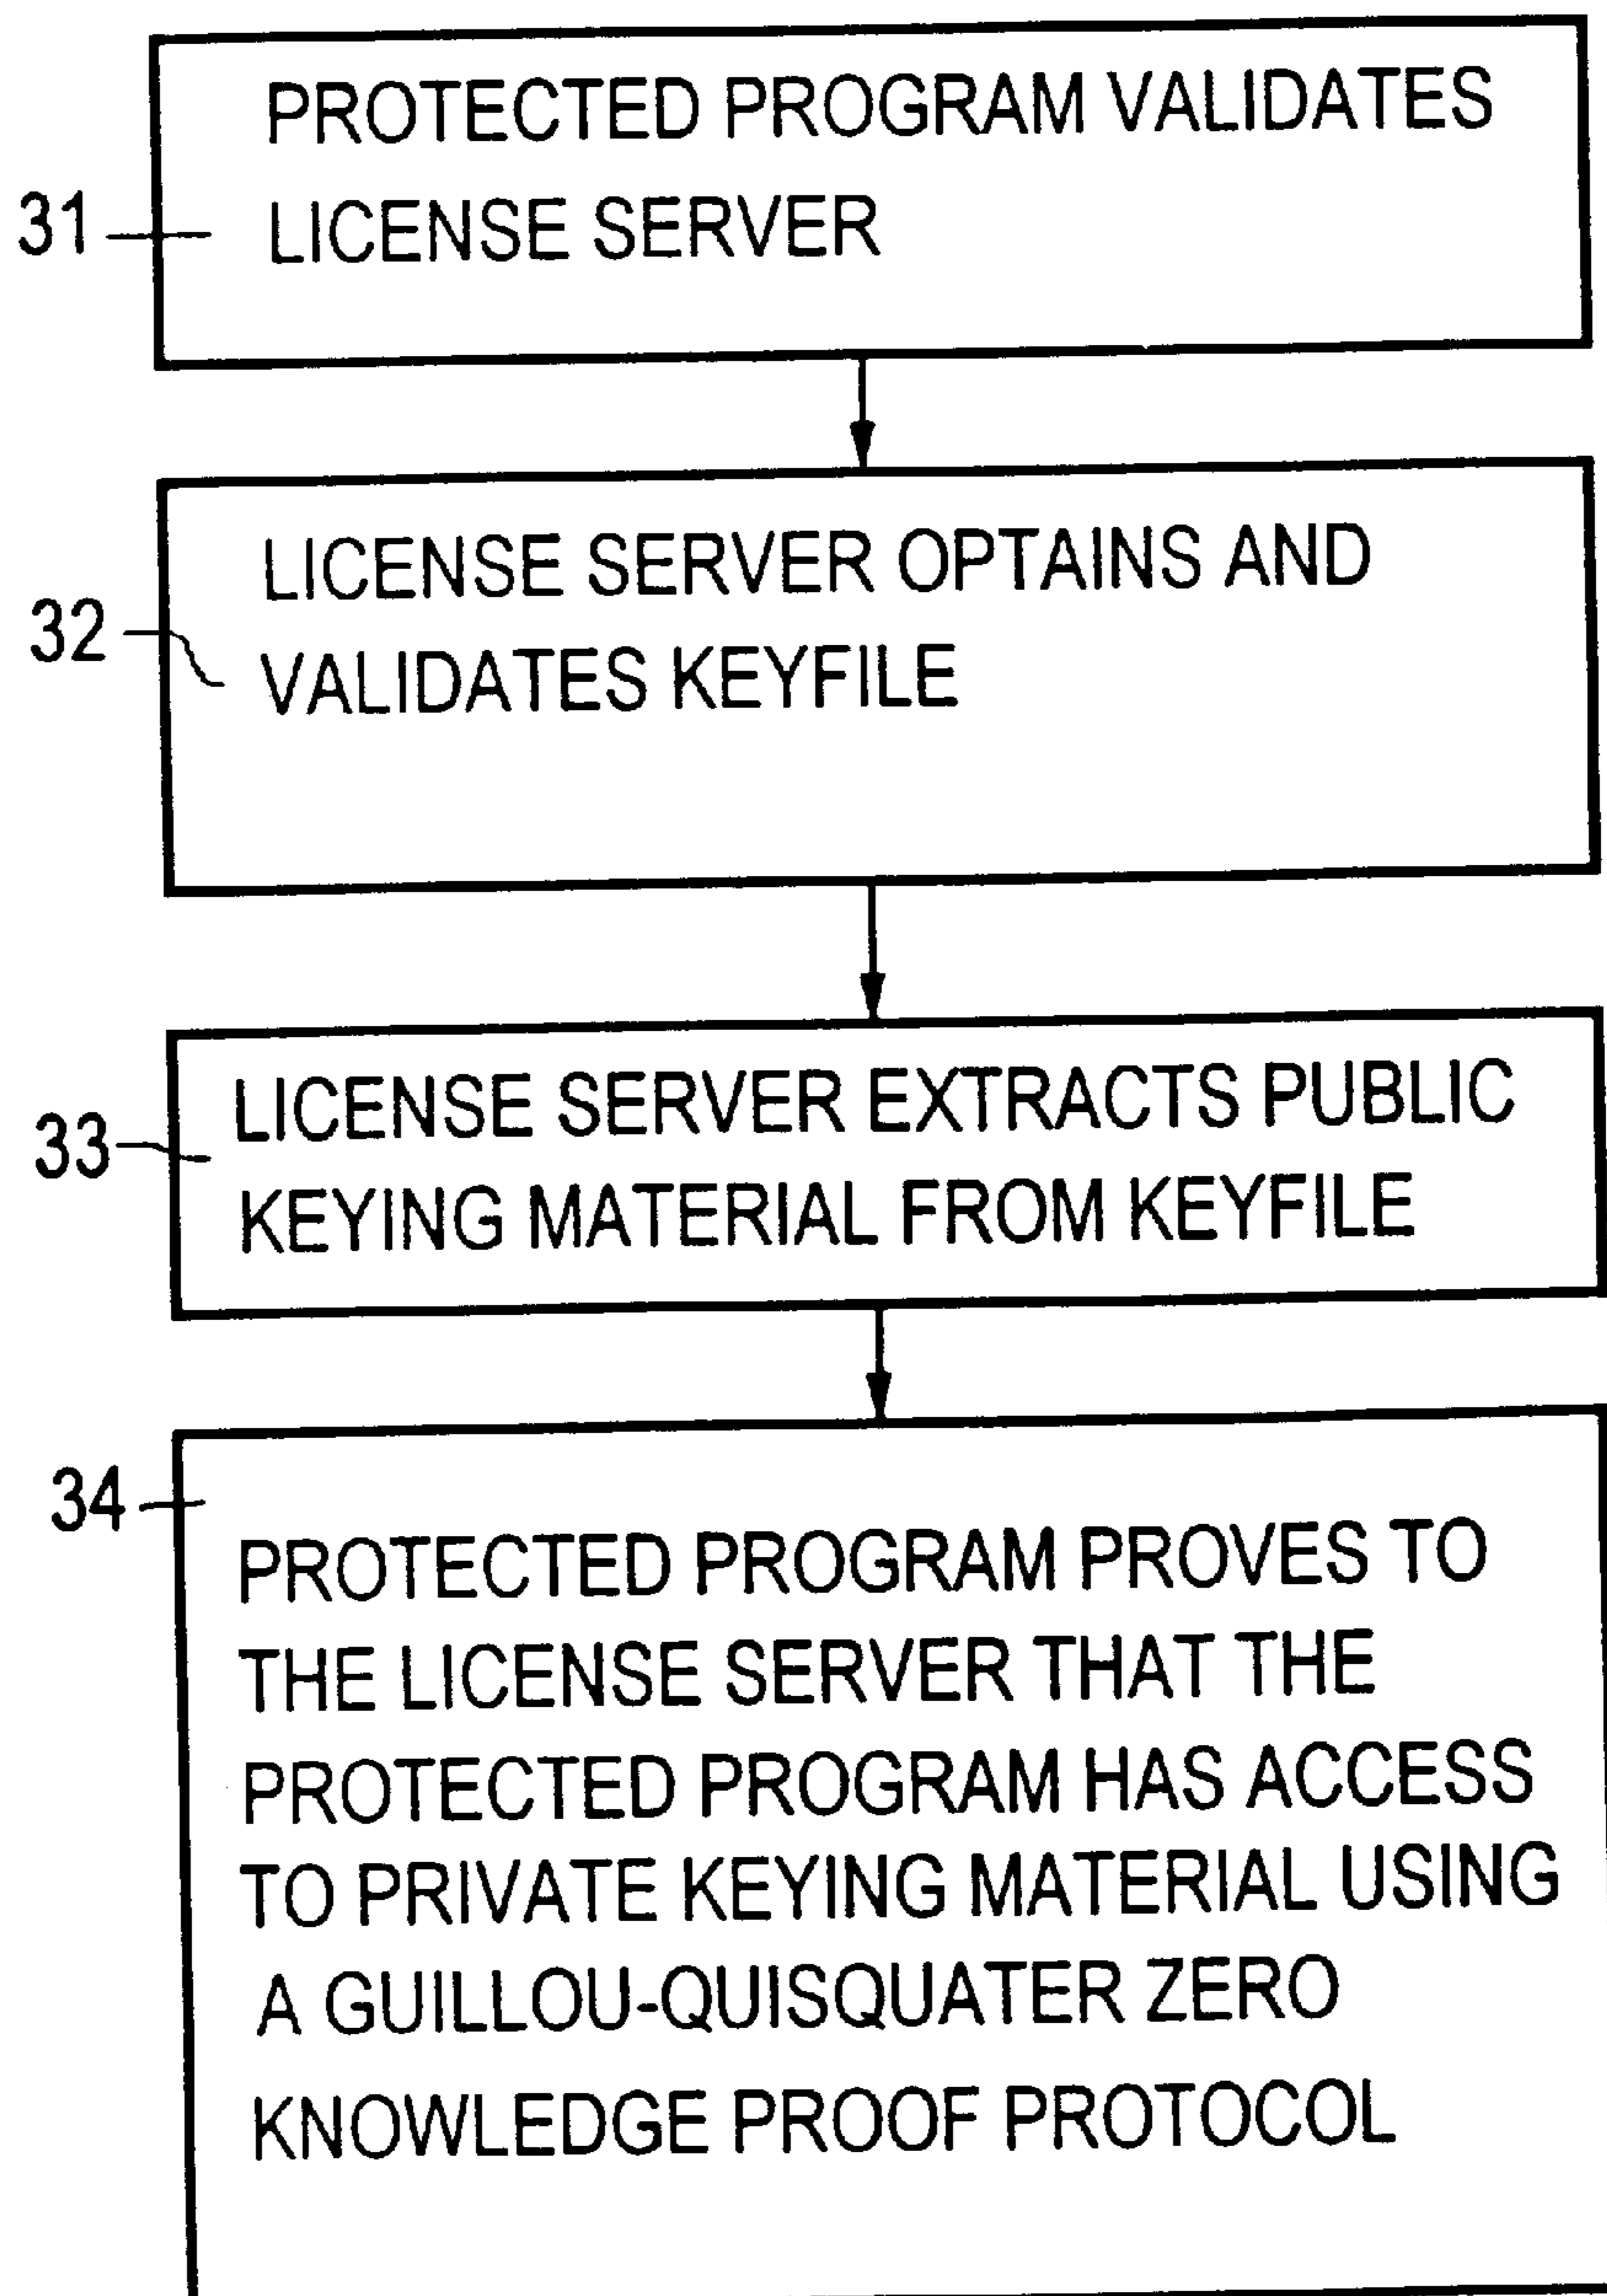 PROTECTED PROGRAM VALIDATES
31
LICENSE SERVER
LICENSE SERVER OPTAINS AND
32
VALIDATES KEYFILE
LICENSE SERVER EXTRACTS PUBLIC
33
KEYING MATERIAL FROM KEYFILE
34
PROTECTED PROGRAM PROVES TO
THE LICENSE SERVER THAT THE
PROTECTED PROGRAM HAS ACCESS
TO PRIVATE KEYING MATERIAL USING
A GUILLOU-QUISQUATER ZERO
KNOWLEDGE PROOF PROTOCOL